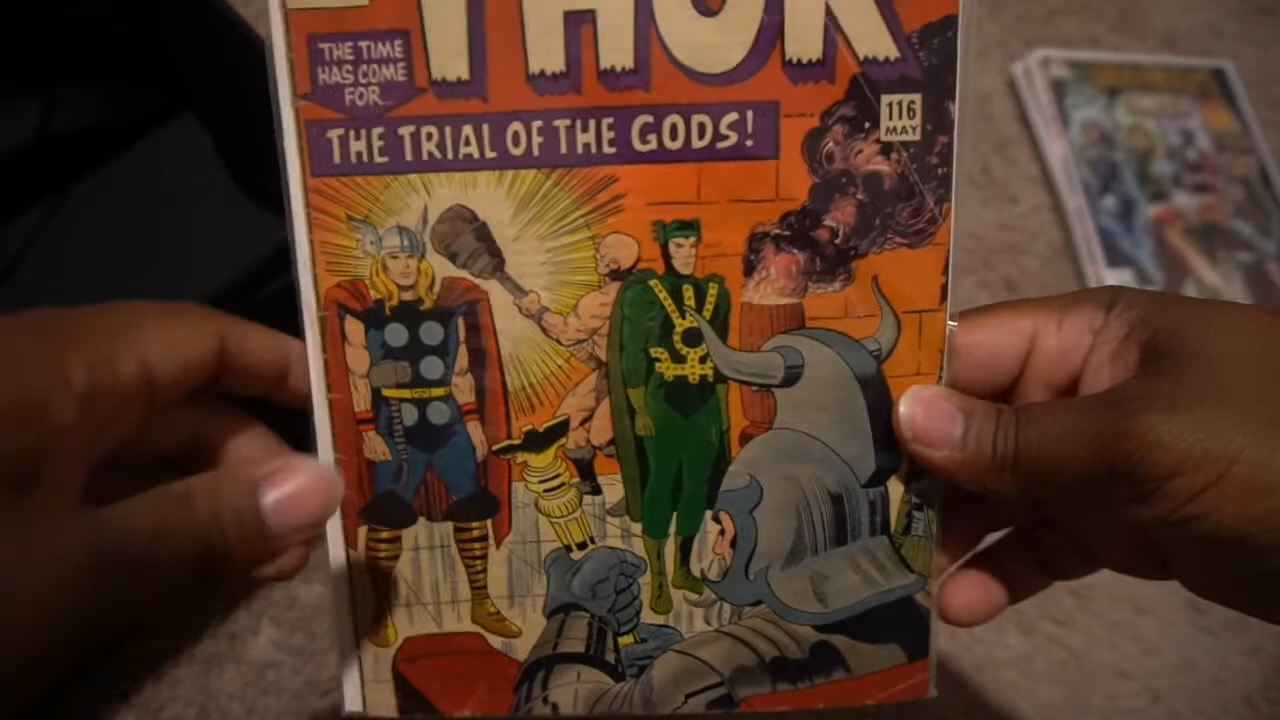 THOR
THE TIME
HAS COME
FOR...
THE TRIAL OF THE GODS!
116
MAY